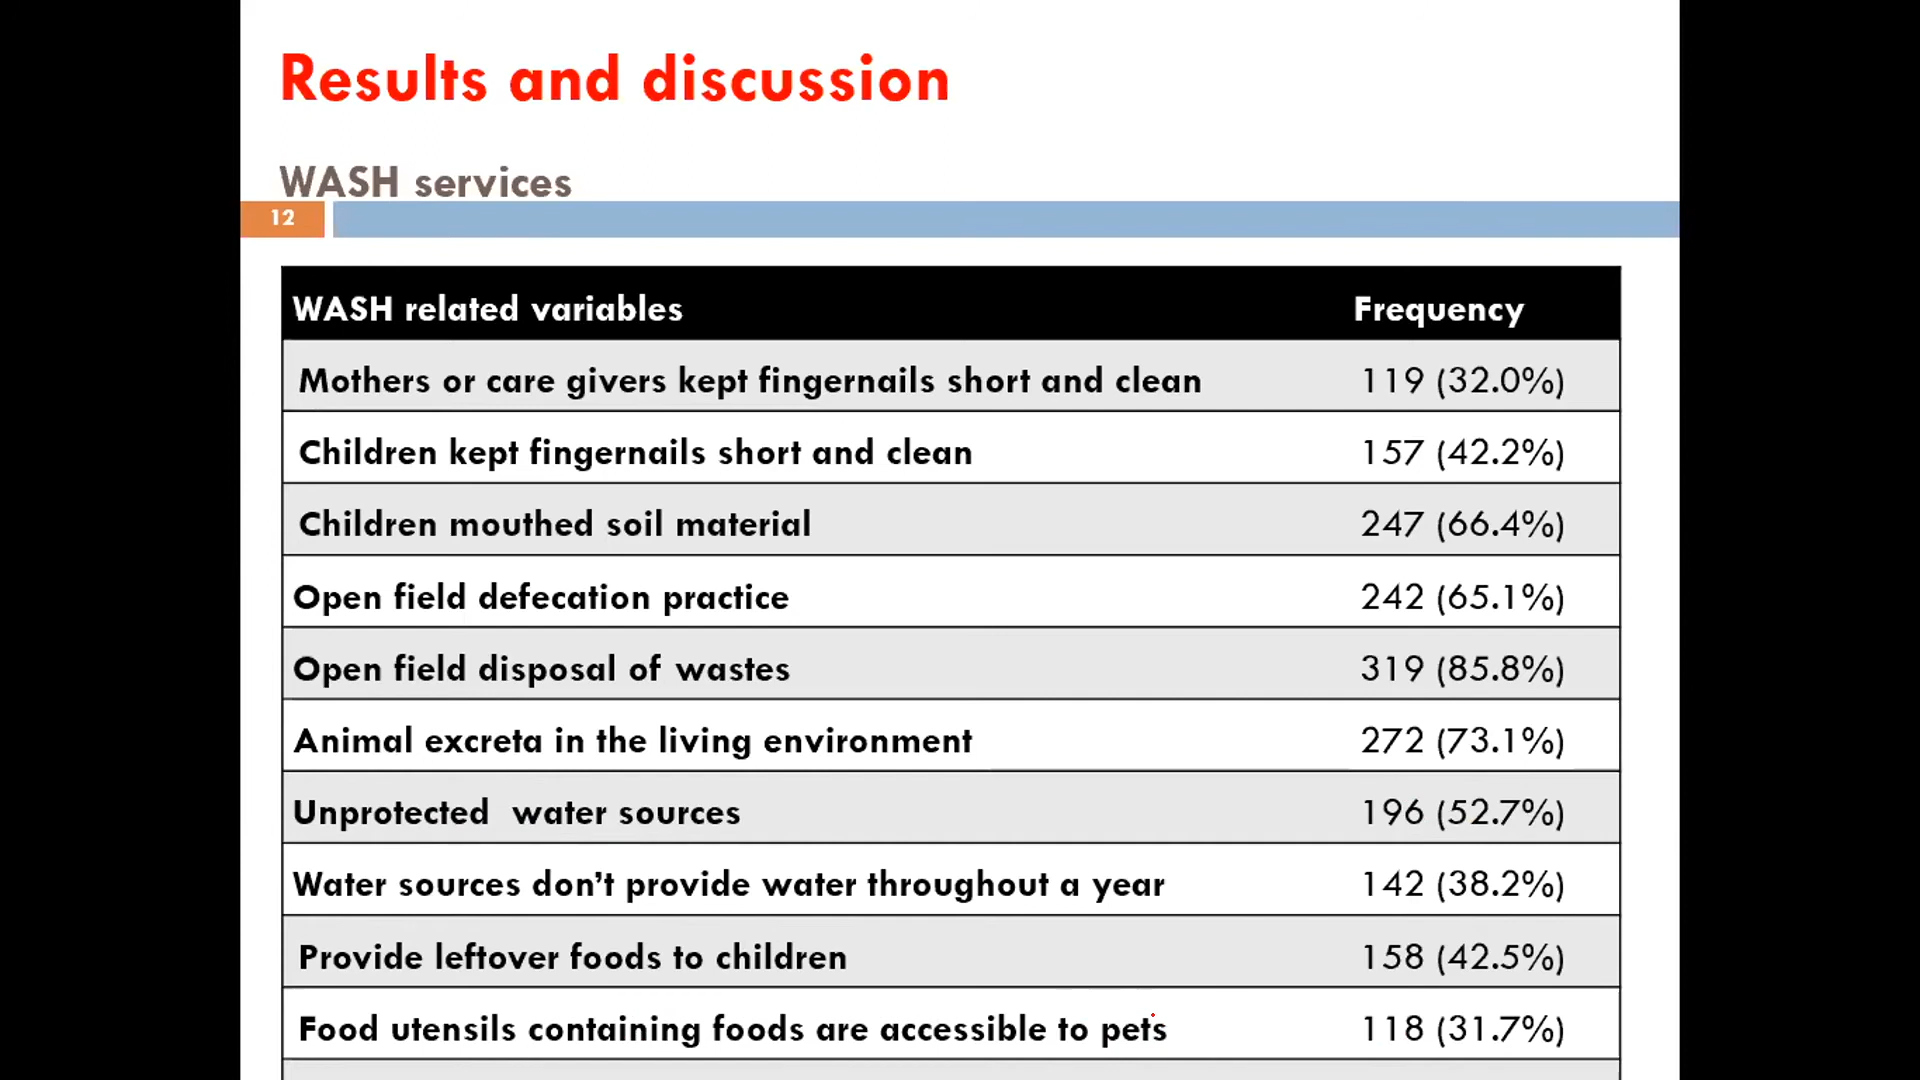 Results and discussion
WASH services
12
WASH related variables Frequency
Mothers or care givers kept fingernails short and clean 119 (32.0%)
Children kept fingernails short and clean 157 (42.2%)
Children mouthed soil material 247 (66.4%)
Open field defecation practice 242 (65.1%)
Open field disposal of wastes 319 (85.8%)
Animal excreta in the living environment 272 (73.1%)
Unprotected water sources 196 (52.7%)
Water sources don’t provide water throughout a year 142 (38.2%)
Provide leftover foods to children 158 (42.5%)
Food utensils containing foods are accessible to pets 118 (31.7%)